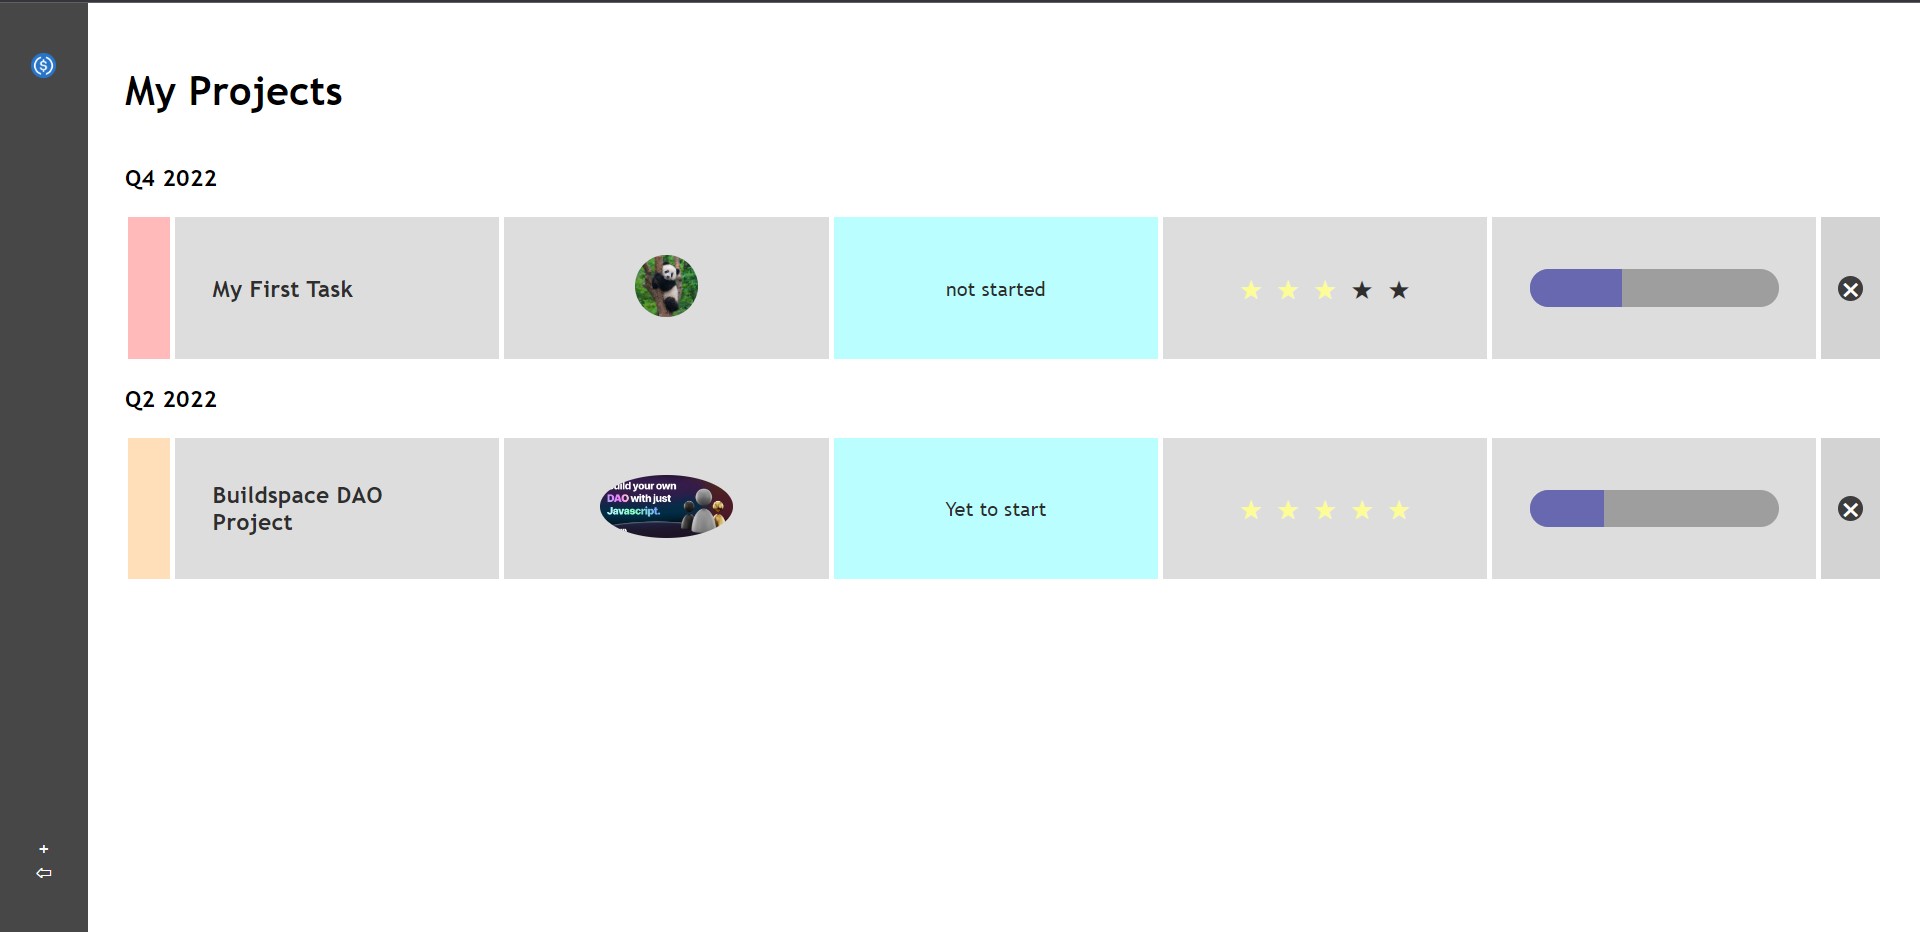 My Projects
Q4 2022
My First Task
not started
Q2 2022
Buildspace DAO
Project
your own
DAO with just
Javascript.
Yet to start
+